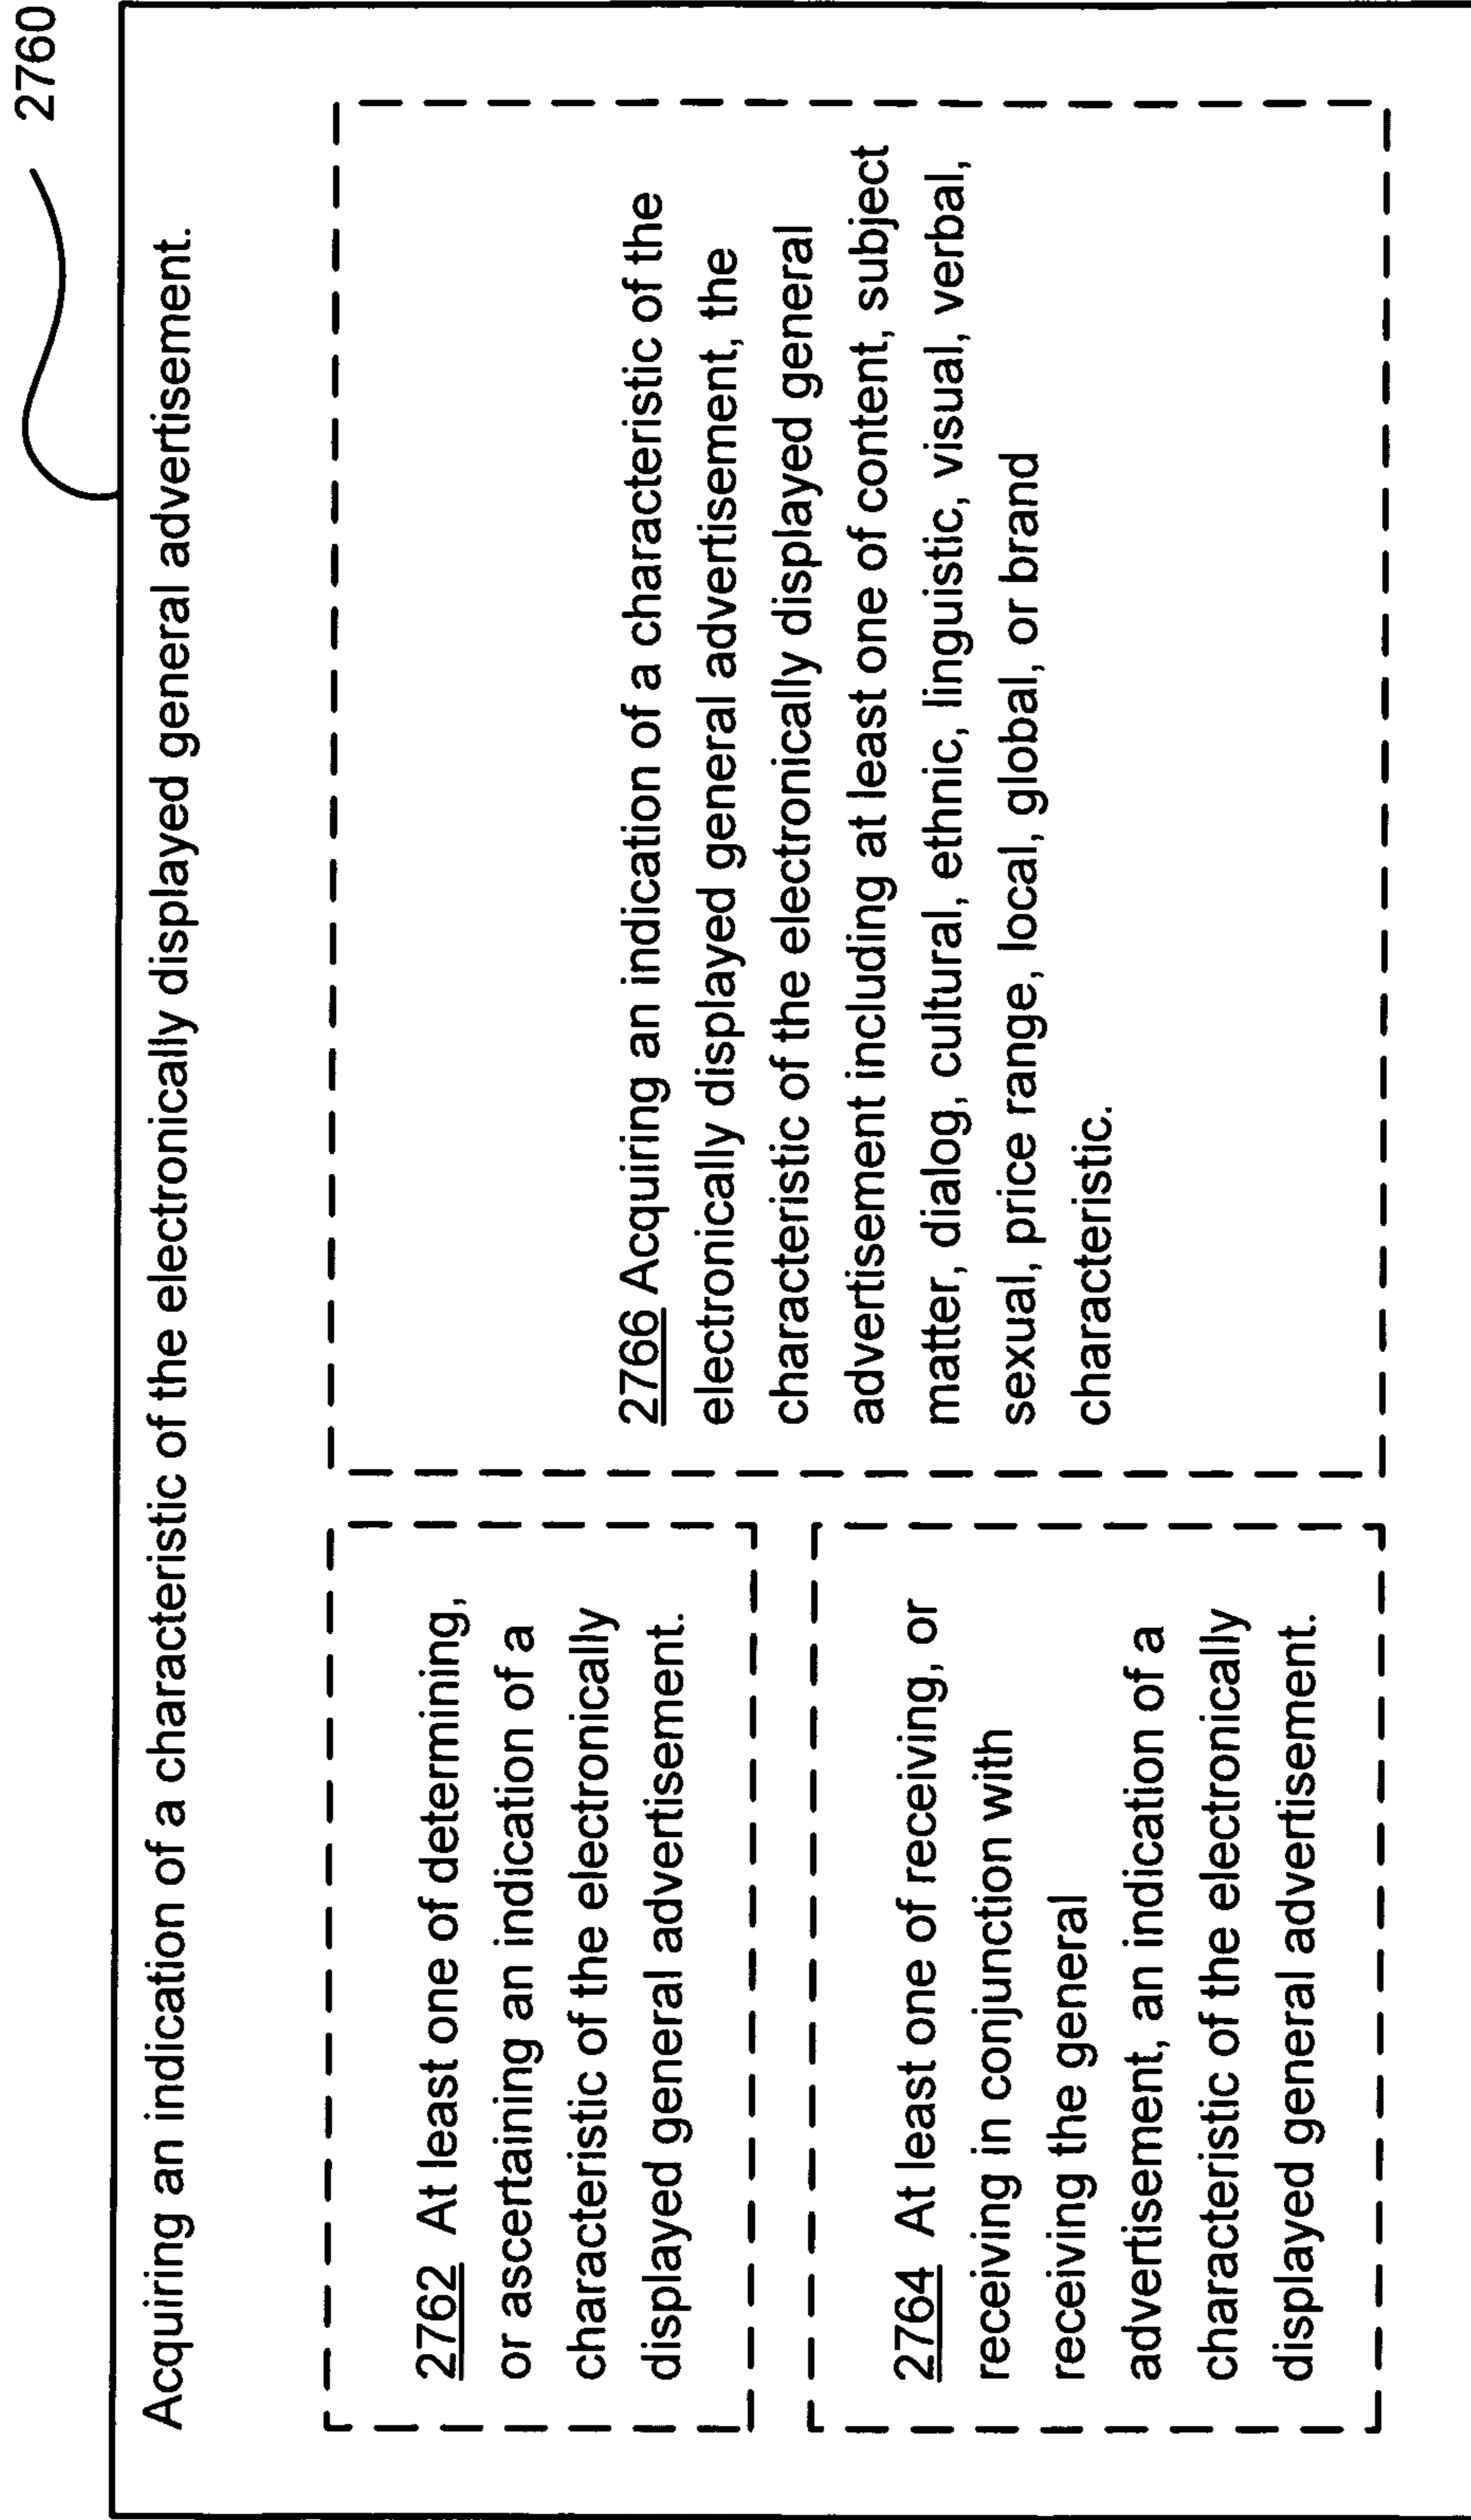 2760
Acquiring an indication of a characteristic of the electronically displayed general advertisement.
2762 At least one of determining,
or ascertaining an indication of a
characteristic of the electronically
displayed general advertisement.
2764 At least one of receiving, or
receiving in conjunction with
receiving the general
advertisement, an indication of a
characteristic of the electronically
displayed general advertisement.
2766 Acquiring an indication of a characteristic of the
electronically displayed general advertisement, the
characteristic of the electronically displayed general
advertisement including at least one of content, subject
matter, dialog, cultural, ethnic, linguistic, visual, verbal,
sexual, price range, local, global, or brand
characteristic.